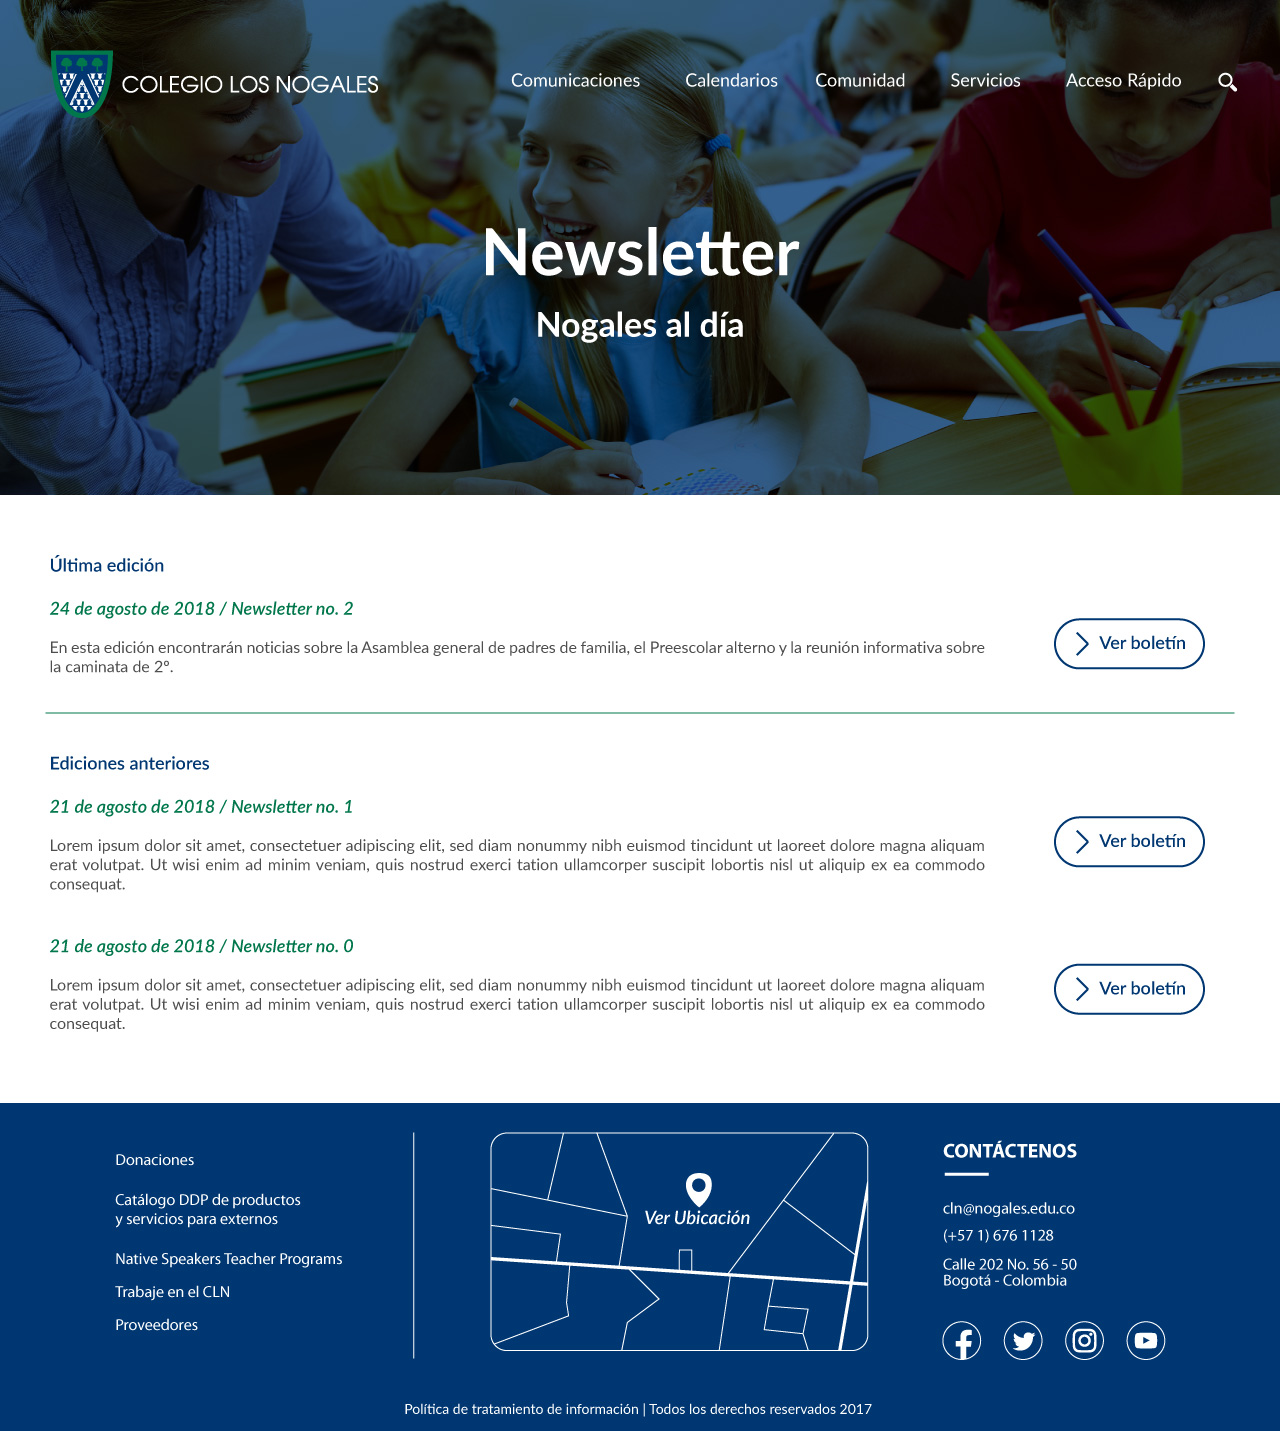 COLEGIO LOS NOGALES
Comunicaciones Calendarios Comunidad Servicios Acceso Rápido
Newsletter
Nogales al día
Última edición
24 de agosto de 2018 / Newsletter no. 2
En esta edición encontrarán noticias sobre la Asamblea general de padres de familia, el Preescolar alterno y la reunión informativa sobre
la caminata de 2º.
Ver boletín
Ediciones anteriores
21 de agosto de 2018 / Newsletter no. 1
Lorem ipsum dolor sit amet, consectetuer adipiscing elit, sed diam nonummy nibh euismod tincidunt ut laoreet dolore magna aliquam
erat volutpat. Ut wisi enim ad minim veniam, quis nostrud exerci tation ullamcorper suscipit lobortis nisl ut aliquip ex ea commodo
consequat.
Ver boletín
21 de agosto de 2018 / Newsletter no. 0
Lorem ipsum dolor sit amet, consectetuer adipiscing elit, sed diam nonummy nibh euismod tincidunt ut laoreet dolore magna aliquam
erat volutpat. Ut wisi enim ad minim veniam, quis nostrud exerci tation ullamcorper suscipit lobortis nisl ut aliquip ex ea commodo
consequat.
Ver boletín
Donaciones
Catálogo DDP de productos
y servicios para externos
Native Speakers Teacher Programs
Trabaje en el CLN
Proveedores
Ver Ubicación
CONTÁCTENOS
cln@nogales.edu.co
(+57 1) 676 1128
Calle 202 No. 56 - 50
Bogotá - Colombia
Política de tratamiento de información | Todos los derechos reservados 2017